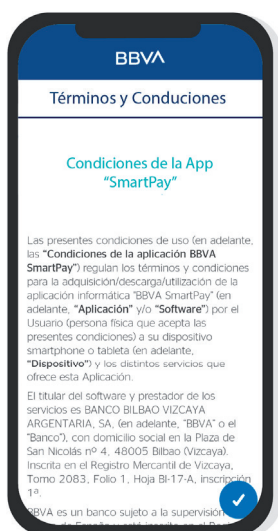 BBVA
Términos y Conduciones
Condiciones de la App
"SmartPay"
Las presentes condiciones de uso (en adelante,
las "Condiciones de la aplicación BBVA
SmartPay") regulan los términos y condiciones
para la adquisición/descarga/utilización de la
aplicación informática "BBVA SmartPay" (en
adelante, "Aplicación" y/o "Software") por el
Usuario (persona física que acepta las
presentes condiciones) a su dispositivo
smartphone o tableta (en adelante,
"Dispositivo") y los distintos servicios que
ofrece esta Aplicación.
El titular del software y prestador de los
servicios es BANCO BILBAO VIZCAYA
ARGENTARIA, SA, (en adelante, "BBVA" o el
"Banco"), con domicilio social en la Plaza de
San Nicolás nº 4, 48005 Bilbao (Vizcaya).
Inscrita en el Registro Mercantil de Vizcaya,
Tomo 2083, Folio 1, Hoja BI-17-A, inscripción
1ª.
BBVA es un banco sujeto a la supervisión